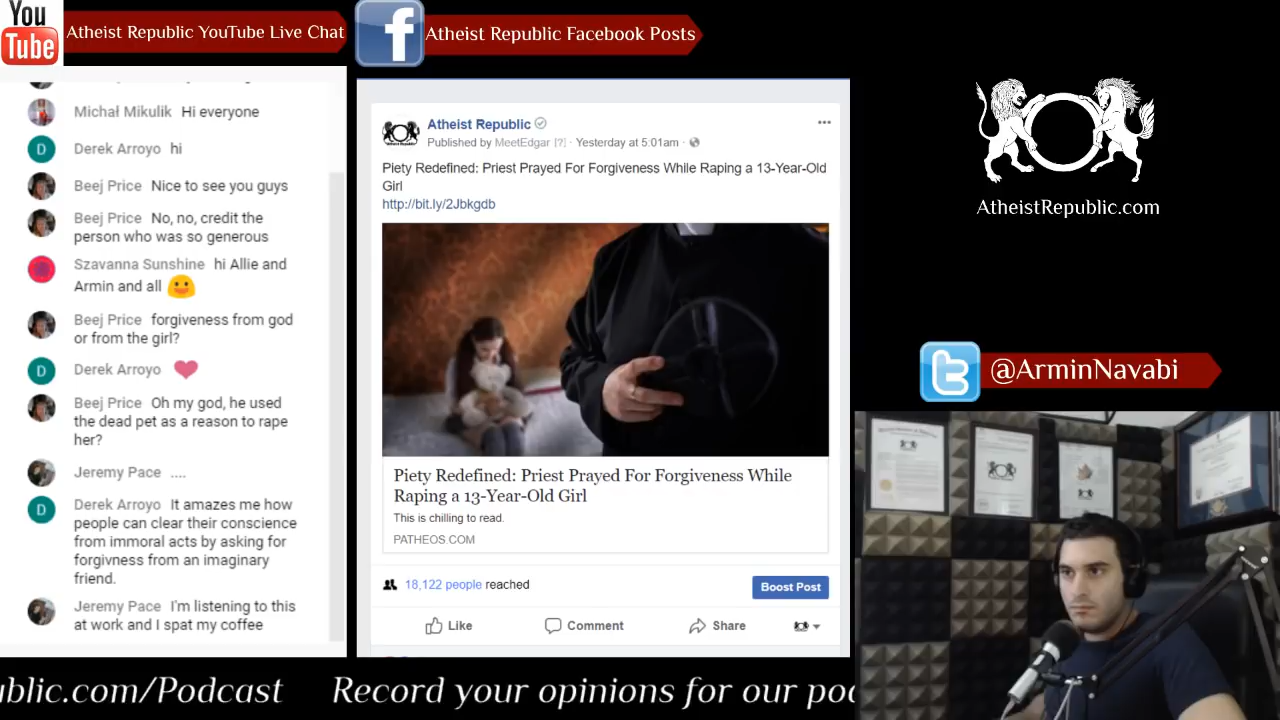 You
Tube
Atheist Republic YouTube Live Chat
Michał Mikulik Hi everyone
D
Derek Arroyo hi
Beej Price Nice to see you guys
Beej Price No, no, credit the
person who was so generous
Szavanna Sunshine hi Allie and
Armin and all
Beej Price forgiveness from god
or from the girl?
D
Derek Arroyo
Beej Price Oh my god, he used
the dead pet as a reason to rape
her?
Jeremy Pace ....
D
Derek Arroyo It amazes me how
people can clear their conscience
from immoral acts by asking for
forgivness from an imaginary
friend.
Jeremy Pace I'm listening to this
at work and I spat my coffee
f
Atheist Republic Facebook Posts
Atheist Republic
Published by MeetEdgar [?] · Yesterday at 5:01am ·
Piety Redefined: Priest Prayed For Forgiveness While Raping a 13-Year-Old
Girl
http://bit.ly/2Jbkgdb
Piety Redefined: Priest Prayed For Forgiveness While
Raping a 13-Year-Old Girl
This is chilling to read.
PATHEOS.COM
18,122 people reached
Boost Post
Like
Comment
Share
AtheistRepublic.com
@ArminNavabi
ublic.com/Podcast Record your opinions for our po